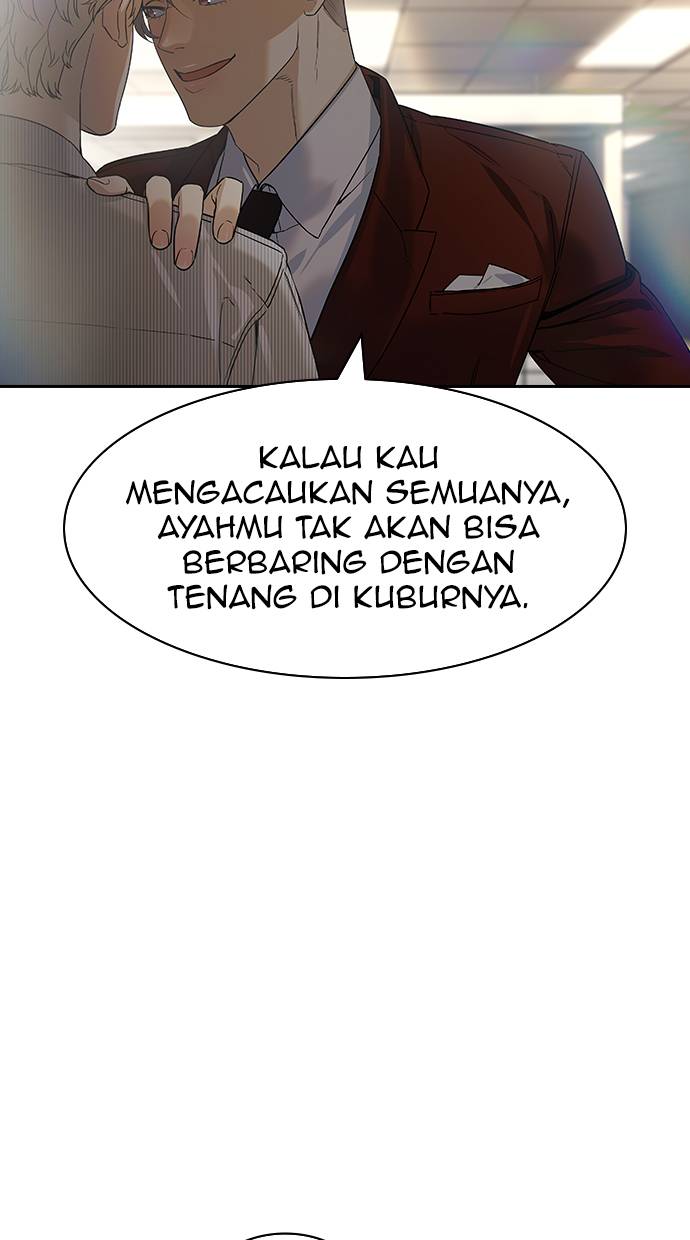 KALAU KAU
MENGACAUKAN SEMUANYA,
AYAHMU TAK AKAN BISA
BERBARING DENGAN
TENANG DI KUBURNYA.